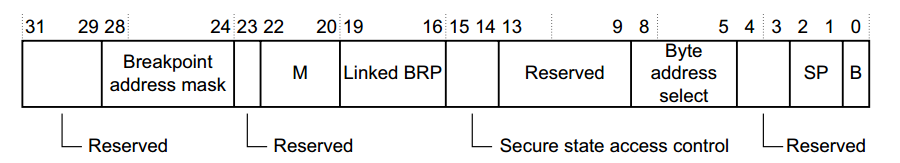 31 29 28 24 23 22 20 19 16 15 14 13 9 8 5 4 3 2 1 0
Breakpoint
address mask
M
Linked BRP
Reserved
Byte
address
select
SP
B
Reserved
Reserved
Secure state access control
Reserved